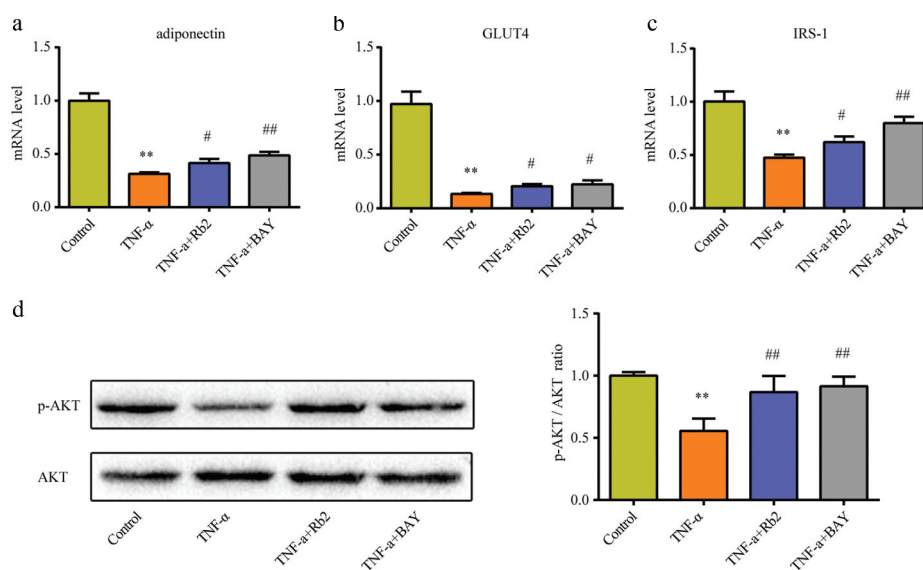 a
adiponectin
mRNA level
1.5
1.0
0.5
0.0
**
#
##
Control
TNF-α
TNF-a+Rb2
TNF-a+BAY
b
GLUT4
mRNA level
1.5
1.0
0.5
0.0
**
#
#
Control
TNF-α
TNF-a+Rb2
TNF-a+BAY
c
IRS-1
mRNA level
1.5
1.0
0.5
0.0
**
#
##
Control
TNF-α
TNF-a+Rb2
TNF-a+BAY
d
p-AKT
AKT
Control
TNF-α
TNF-a+Rb2
TNF-a+BAY
p-AKT / AKT ratio
1.5
1.0
0.5
0.0
**
##
##
Control
TNF-α
TNF-a+Rb2
TNF-a+BAY